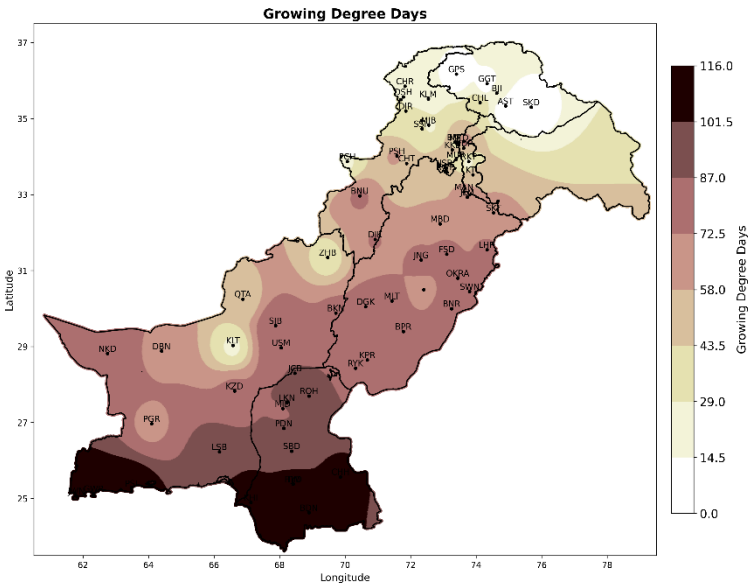 Growing Degree Days
37
35
33
31
29
27
25
Latitude
62
64
66
68
70
72
74
76
78
Longitude
GPS
CHR
GGT
DSH
KLM
BJI
CHL
AST
SKD
DIR
PSH
CHT
BNU
MBD
DIK
ZHB
JNG
FSD
LHR
OKRA
QTA
DGK
MLT
SWN
BKN
BNR
SIB
BPR
KLT
USM
NKD
DBN
KPR
RYK
JCB
KZD
ROH
LKN
MJD
PGR
PDN
LSB
SBD
116.0
101.5
87.0
72.5
58.0
43.5
29.0
14.5
0.0
Growing Degree Days